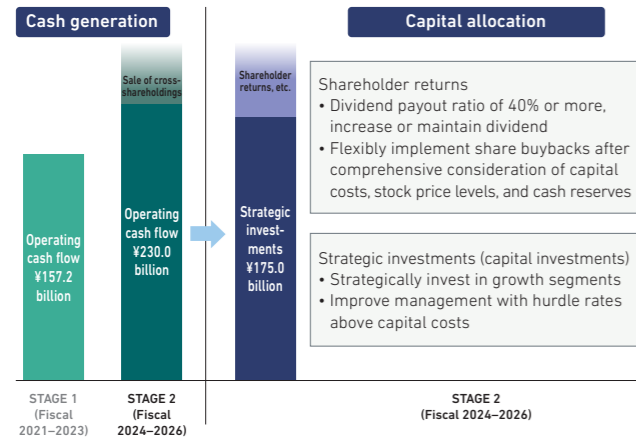 Cash generation
Capital allocation
Sale of cross-
shareholdings
Operating
cash flow
¥157.2
billion
Operating
cash flow
¥230.0
billion
Shareholder
returns, etc.
Strategic
invest-
ments
¥175.0
billion
Shareholder returns
• Dividend payout ratio of 40% or more,
increase or maintain dividend
• Flexibly implement share buybacks after
comprehensive consideration of capital
costs, stock price levels, and cash reserves
Strategic investments (capital investments)
• Strategically invest in growth segments
• Improve management with hurdle rates
above capital costs
STAGE 1
(Fiscal
2021–2023)
STAGE 2
(Fiscal
2024–2026)
STAGE 2
(Fiscal 2024–2026)